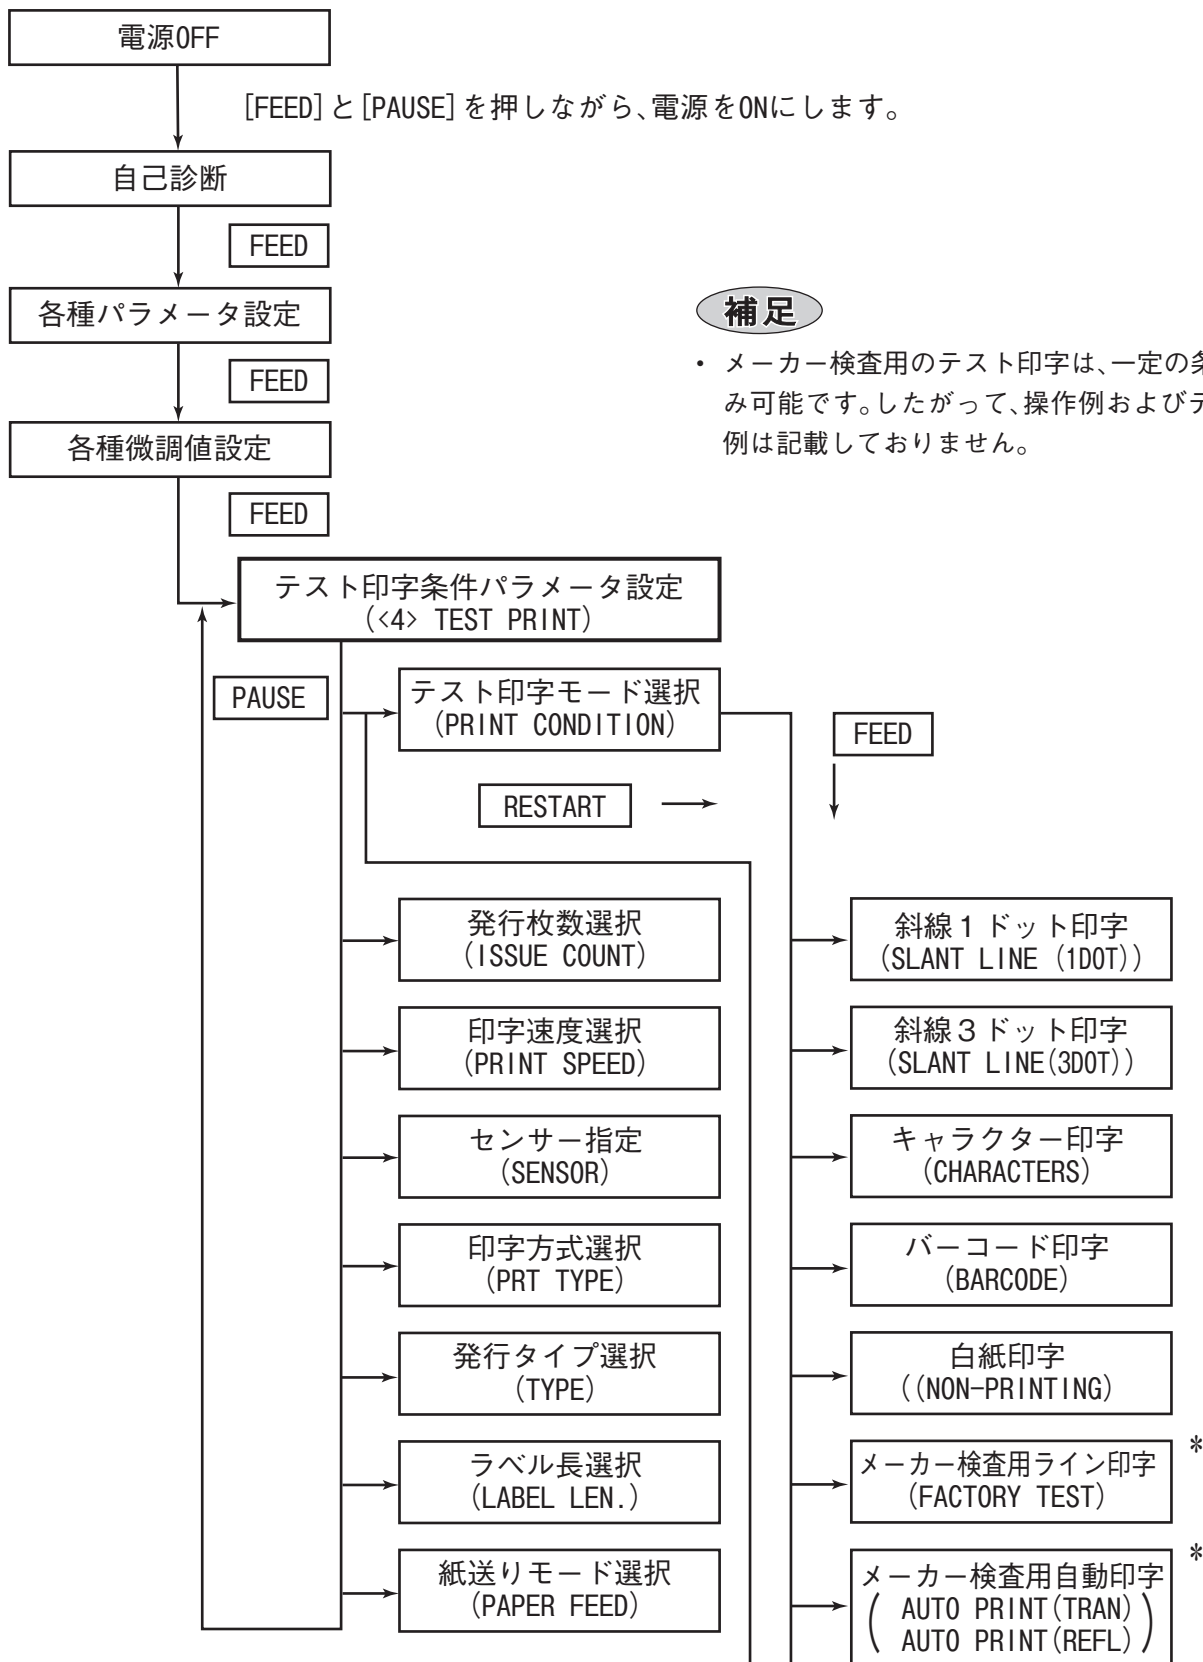 電源OFF
[FEED]と[PAUSE]を押しながら､電源をONにします。
自己診断
FEED
各種パラメータ設定
FEED
各種微調値設定
FEED
補足
・ メーカー検査用のテスト印字は､一定の条
み可能です｡したがって､操作例およびテ
例は記載しておりません。
テスト印字条件パラメータ設定
(<4> TEST PRINT)
PAUSE
テスト印字モード選択
(PRINT CONDITION)
FEED
RESTART
発行枚数選択
(ISSUE COUNT)
斜線1ドット印字
(SLANT LINE (1DOT))
印字速度選択
(PRINT SPEED)
斜線3ドット印字
(SLANT LINE(3DOT))
センサー指定
(SENSOR)
キャラクター印字
(CHARACTERS)
印字方式選択
(PRT TYPE)
バーコード印字
(BARCODE)
発行タイプ選択
(TYPE)
白紙印字
((NON-PRINTING)
ラベル長選択
(LABEL LEN.)
メーカー検査用ライン印字 *
(FACTORY TEST)
紙送りモード選択
(PAPER FEED)
メーカー検査用自動印字 *
( AUTO PRINT(TRAN)
AUTO PRINT(REFL) )